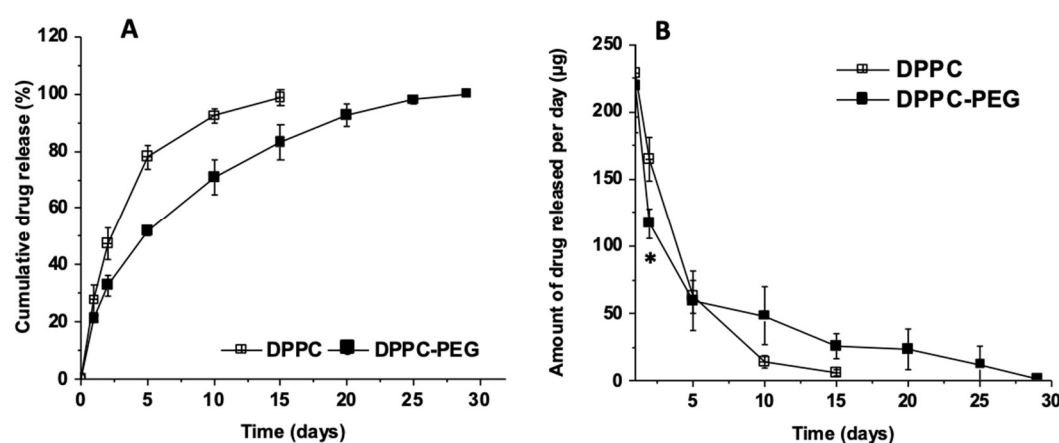 A
Cumulative drug release (%)
120
100
80
60
40
20
0
DPPC
DPPC-PEG
0 5 10 15 20 25 30
Time (days)
B
Amount of drug released per day (µg)
250
200
150
100
50
0
DPPC
DPPC-PEG
*
5 10 15 20 25 30
Time (days)